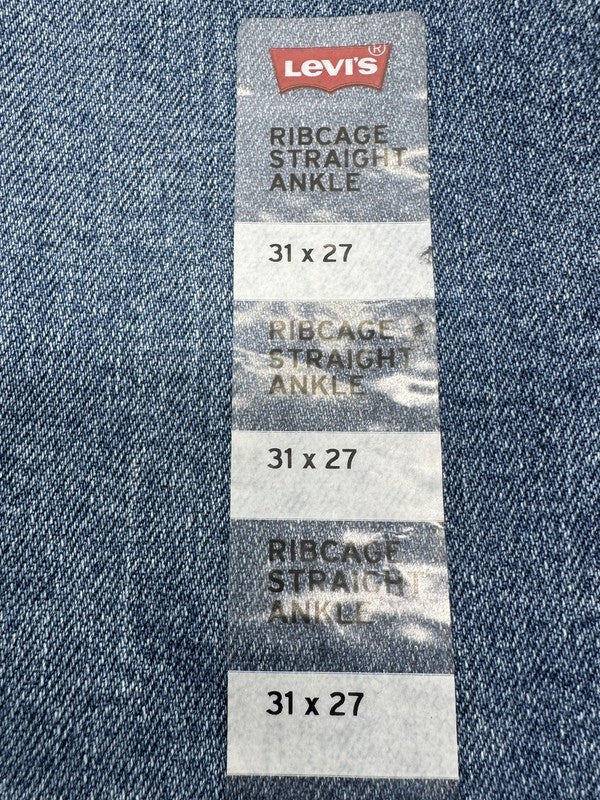 Levi's ®
RIBCAGE
STRAIGHT
ANKLE
31 x 27
RIBCAGE
STRAIGHT
ANKLE
31 x 27
RIBCAGE
STRAIGHT
ANKLE
31 x 27